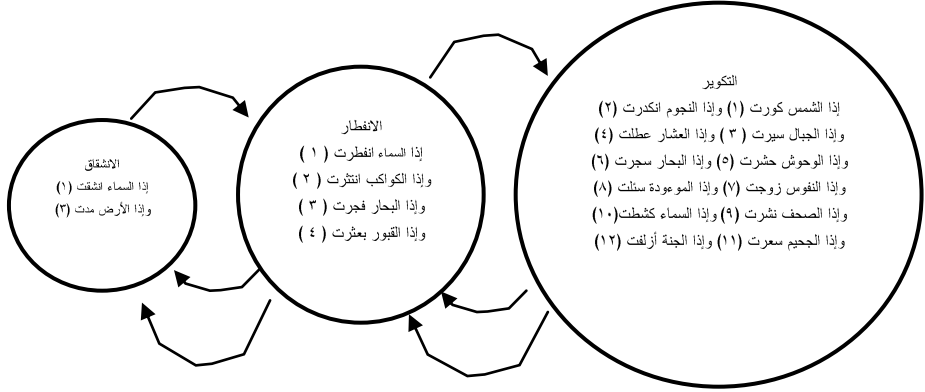 التكوير
إذا الشمس كورت (١) وإذا النجوم انكدرت (٢)
وإذا الجبال سيرت ( ٣ ) وإذا العشار عطلت (٤)
وإذا الوحوش حشرت (٥) وإذا البحار سجرت (٦)
وإذا النفوس زوجت (٧) وإذا الموءودة سئلت (٨)
وإذا الصحف نشرت (٩) وإذا السماء كشطت(١٠)
وإذا الجحيم سعرت (١١) وإذا الجنة أزلفت (١٢)
الانفطار
إذا السماء انفطرت ( ١ )
وإذا الكواكب انتثرت ( ٢ )
وإذا البحار فجرت ( ٣ )
وإذا القبور بعثرت ( ٤ )
الانشقاق
إذا السماء انشقت (١)
وإذا الأرض مدت (٣)